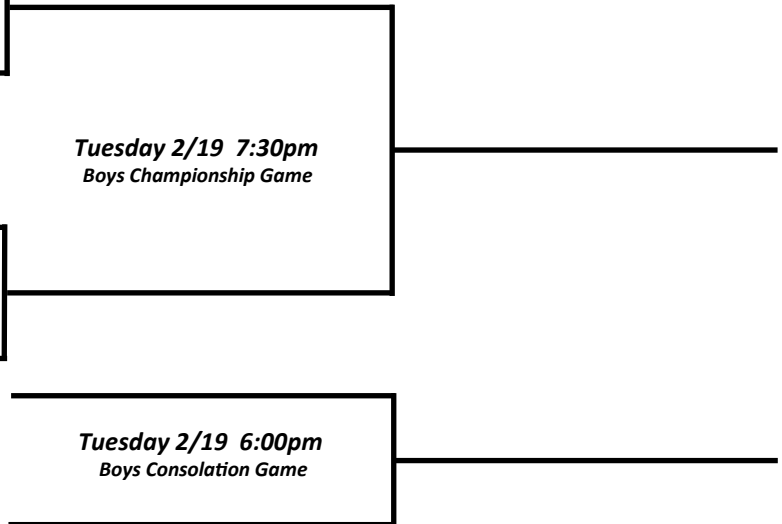 Tuesday 2/19 7:30pm
Boys Championship Game
Tuesday 2/19 6:00pm
Boys Consolation Game